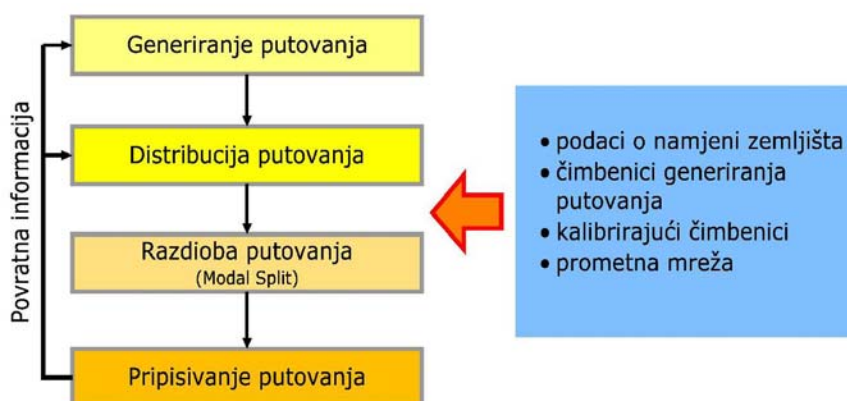 Generiranje putovanja
Distribucija putovanja
Razdioba putovanja
(Modal Split)
Pripisivanje putovanja
Povratna informacija
• podaci o namjeni zemljišta
• čimbenici generiranja
putovanja
• kalibrirajući čimbenici
• prometna mreža